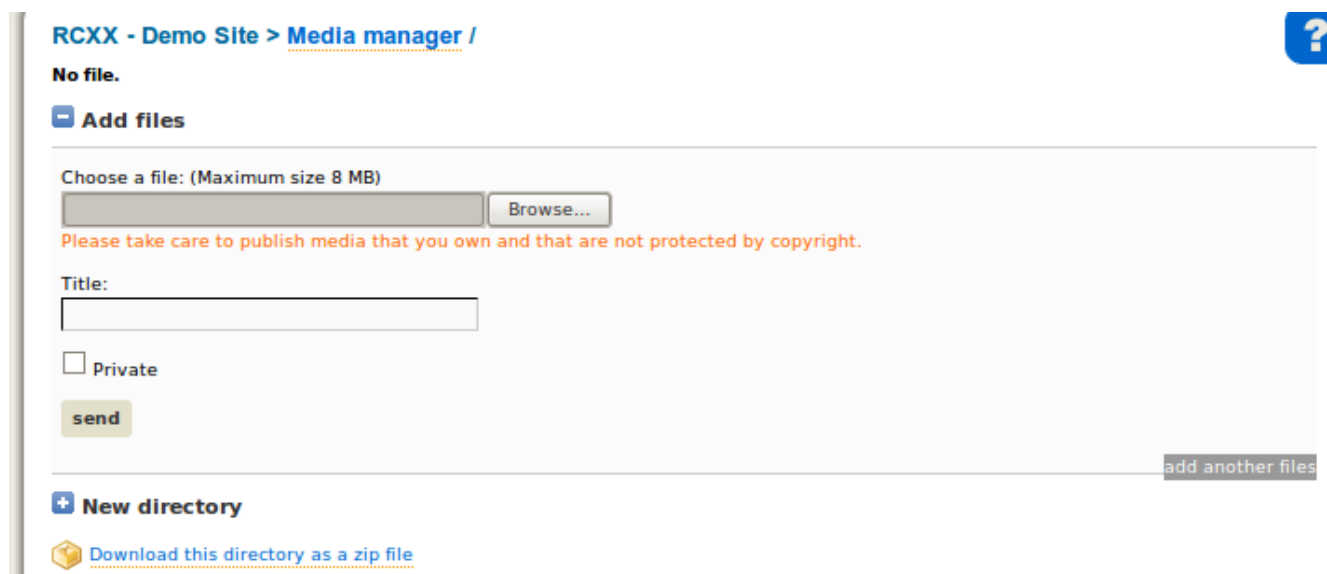 RCXX - Demo Site > Media manager /
?
No file.
Add files
Choose a file: (Maximum size 8 MB)
Browse...
Please take care to publish media that you own and that are not protected by copyright.
Title:
Private
send
add another files
New directory
Download this directory as a zip file